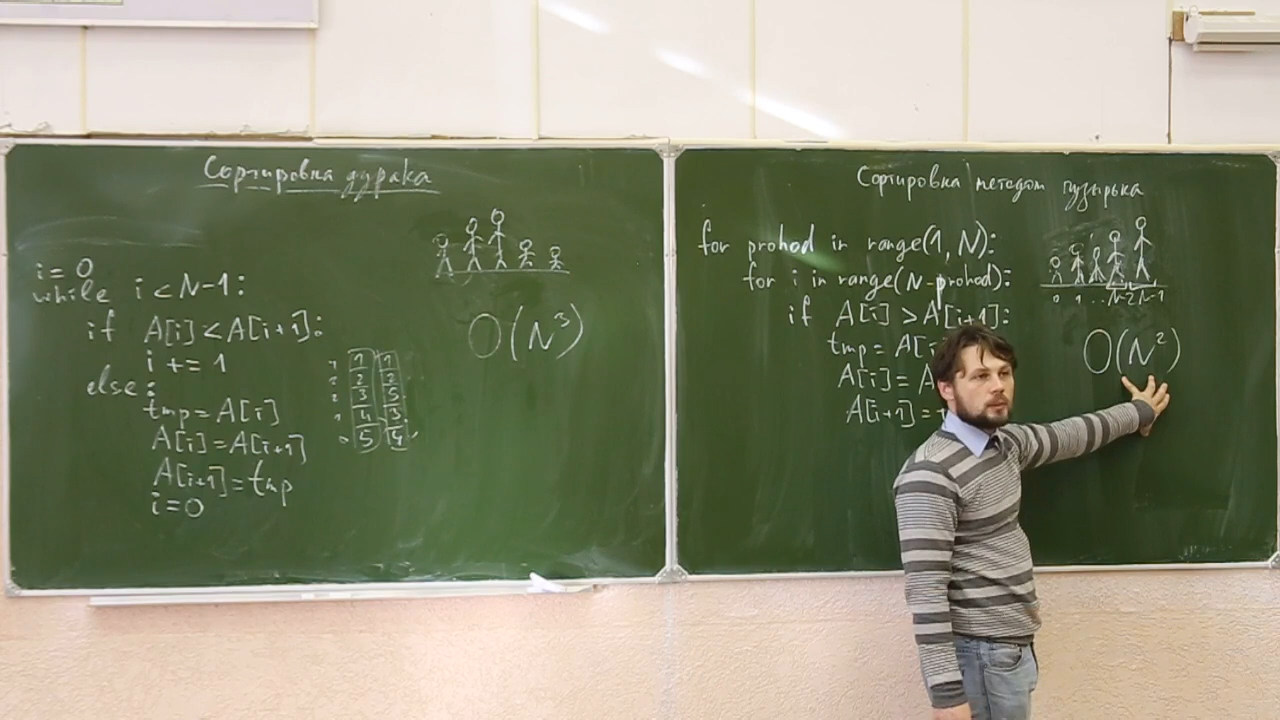 Сортировка дурака
i = 0
while i < N-1:
if A[i] < A[i+1]:
i += 1
else:
tmp = A[i]
A[i] = A[i+1]
A[i+1] = tmp
i = 0
O(N³)
1 1
2 2
3 5
4 3
5 4
Сортировка методом пузырька
for prohod in range(1, N):
for i in range(N-prohod):
if A[i] > A[i+1]:
tmp = A[i
A[i] = A
A[i+1] =
0 1 .. N-2 N-1
O(N²)